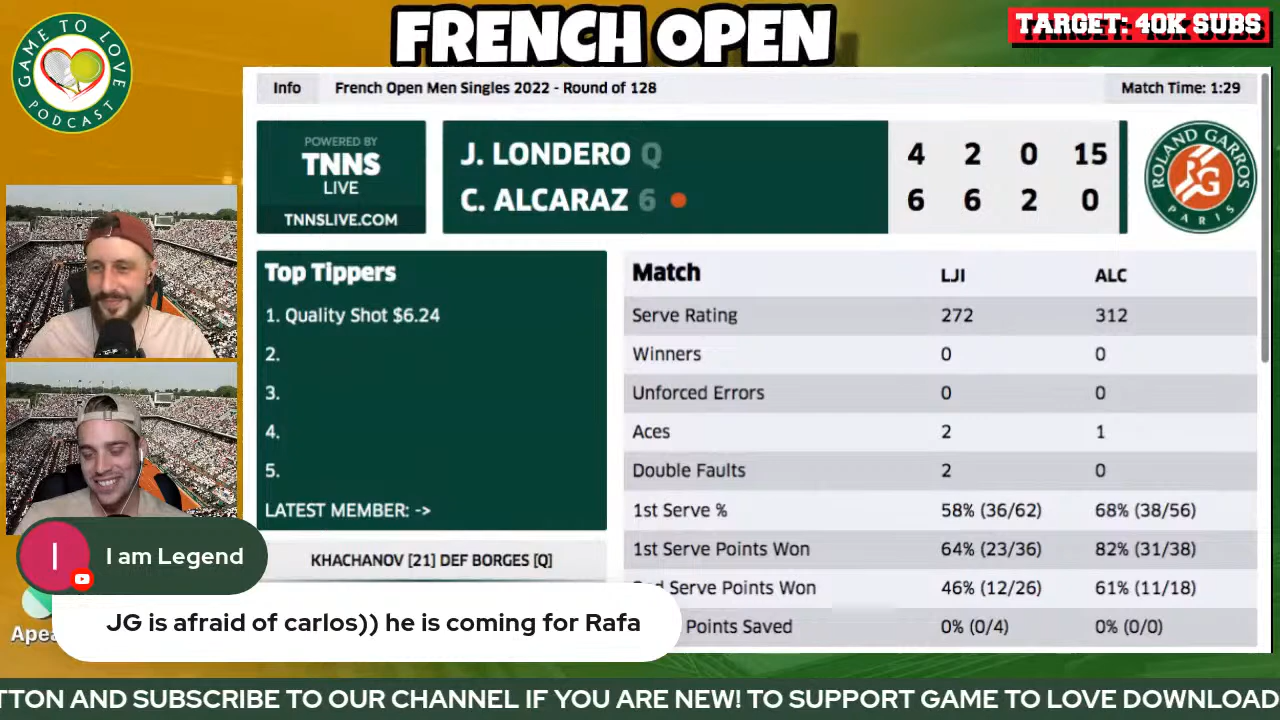 FRENCH OPEN
TARGET: 40K SUBS
GAME TO LOVE
PODCAST
Info
French Open Men Singles 2022 - Round of 128
Match Time: 1:29
POWERED BY
TNNS
LIVE
TNNSLIVE.COM
J. LONDERO Q 4 2 0 15
C. ALCARAZ 6 6 6 2 0
ROLAND GARROS
RG
PARIS
Top Tippers
1. Quality Shot $6.24
2.
3.
4.
5.
LATEST MEMBER: ->
KHACHANOV [21] DEF BORGES [Q]
Match LJI ALC
Serve Rating 272 312
Winners 0 0
Unforced Errors 0 0
Aces 2 1
Double Faults 2 0
1st Serve % 58% (36/62) 68% (38/56)
1st Serve Points Won 64% (23/36) 82% (31/38)
Serve Points Won 46% (12/26) 61% (11/18)
Points Saved 0% (0/4) 0% (0/0)
I
I am Legend
JG is afraid of carlos)) he is coming for Rafa
TTON AND SUBSCRIBE TO OUR CHANNEL IF YOU ARE NEW! TO SUPPORT GAME TO LOVE DOWNLOAD